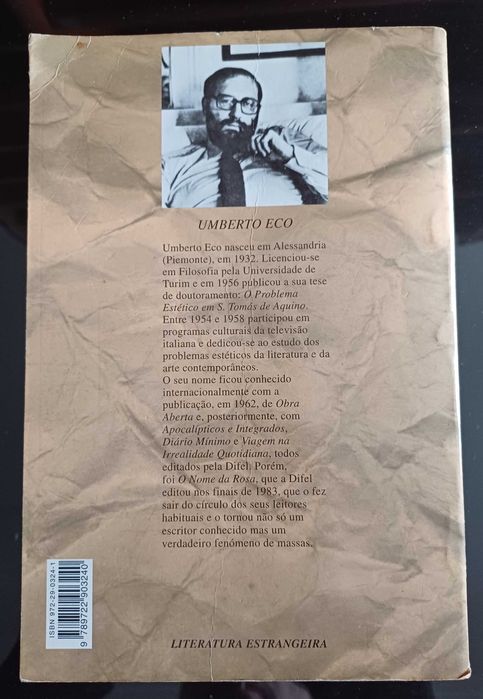 UMBERTO ECO
Umberto Eco nasceu em Alessandria
(Piemonte), em 1932. Licenciou-se
em Filosofia pela Universidade de
Turim e em 1956 publicou a sua tese
de doutoramento: O Problema
Estético em S. Tomás de Aquino.
Entre 1954 e 1958 participou em
programas culturais da televisão
italiana e dedicou-se ao estudo dos
problemas estéticos da literatura e da
arte contemporâneos.
O seu nome ficou conhecido
internacionalmente com a
publicação, em 1962, de Obra
Aberta e, posteriormente, com
Apocalípticos e Integrados,
Diário Mínimo e Viagem na
Irrealidade Quotidiana, todos
editados pela Difel. Porém,
foi O Nome da Rosa, que a Difel
editou nos finais de 1983, que o fez
sair do círculo dos seus leitores
habituais e o tornou não só um
escritor conhecido mas um
verdadeiro fenómeno de massas.
ISBN 972-29-0324-1
9 789722 903240
LITERATURA ESTRANGEIRA